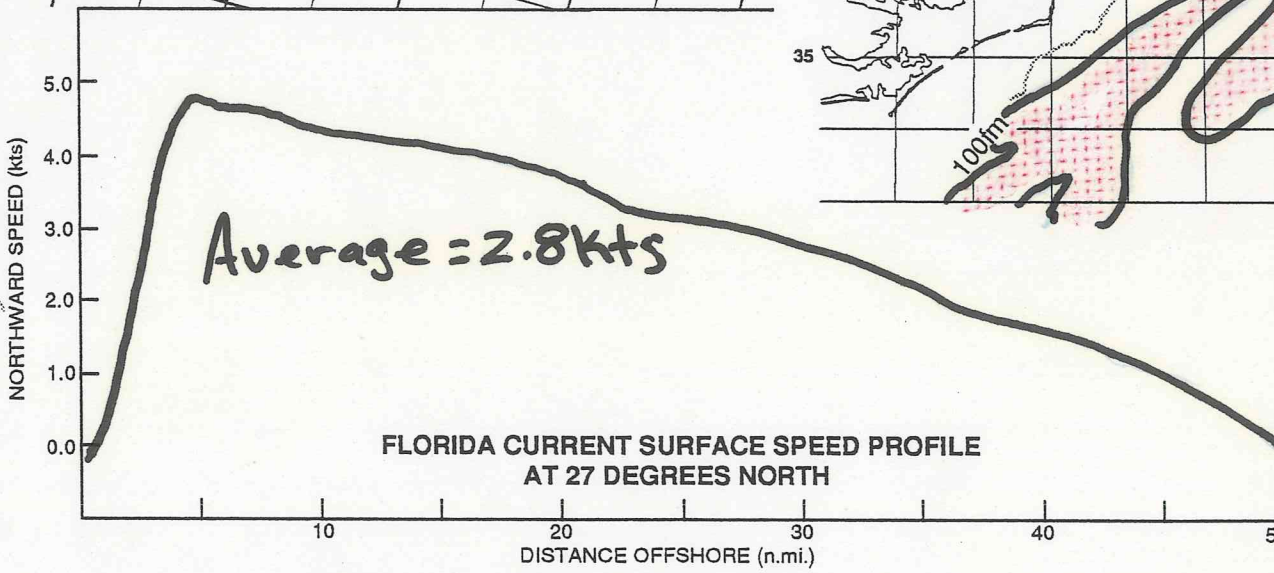 35
100fm
NORTHWARD SPEED (kts)
5.0
4.0
3.0
2.0
1.0
0.0
Average = 2.8kts
FLORIDA CURRENT SURFACE SPEED PROFILE
AT 27 DEGREES NORTH
10
20
30
40
DISTANCE OFFSHORE (n.mi.)